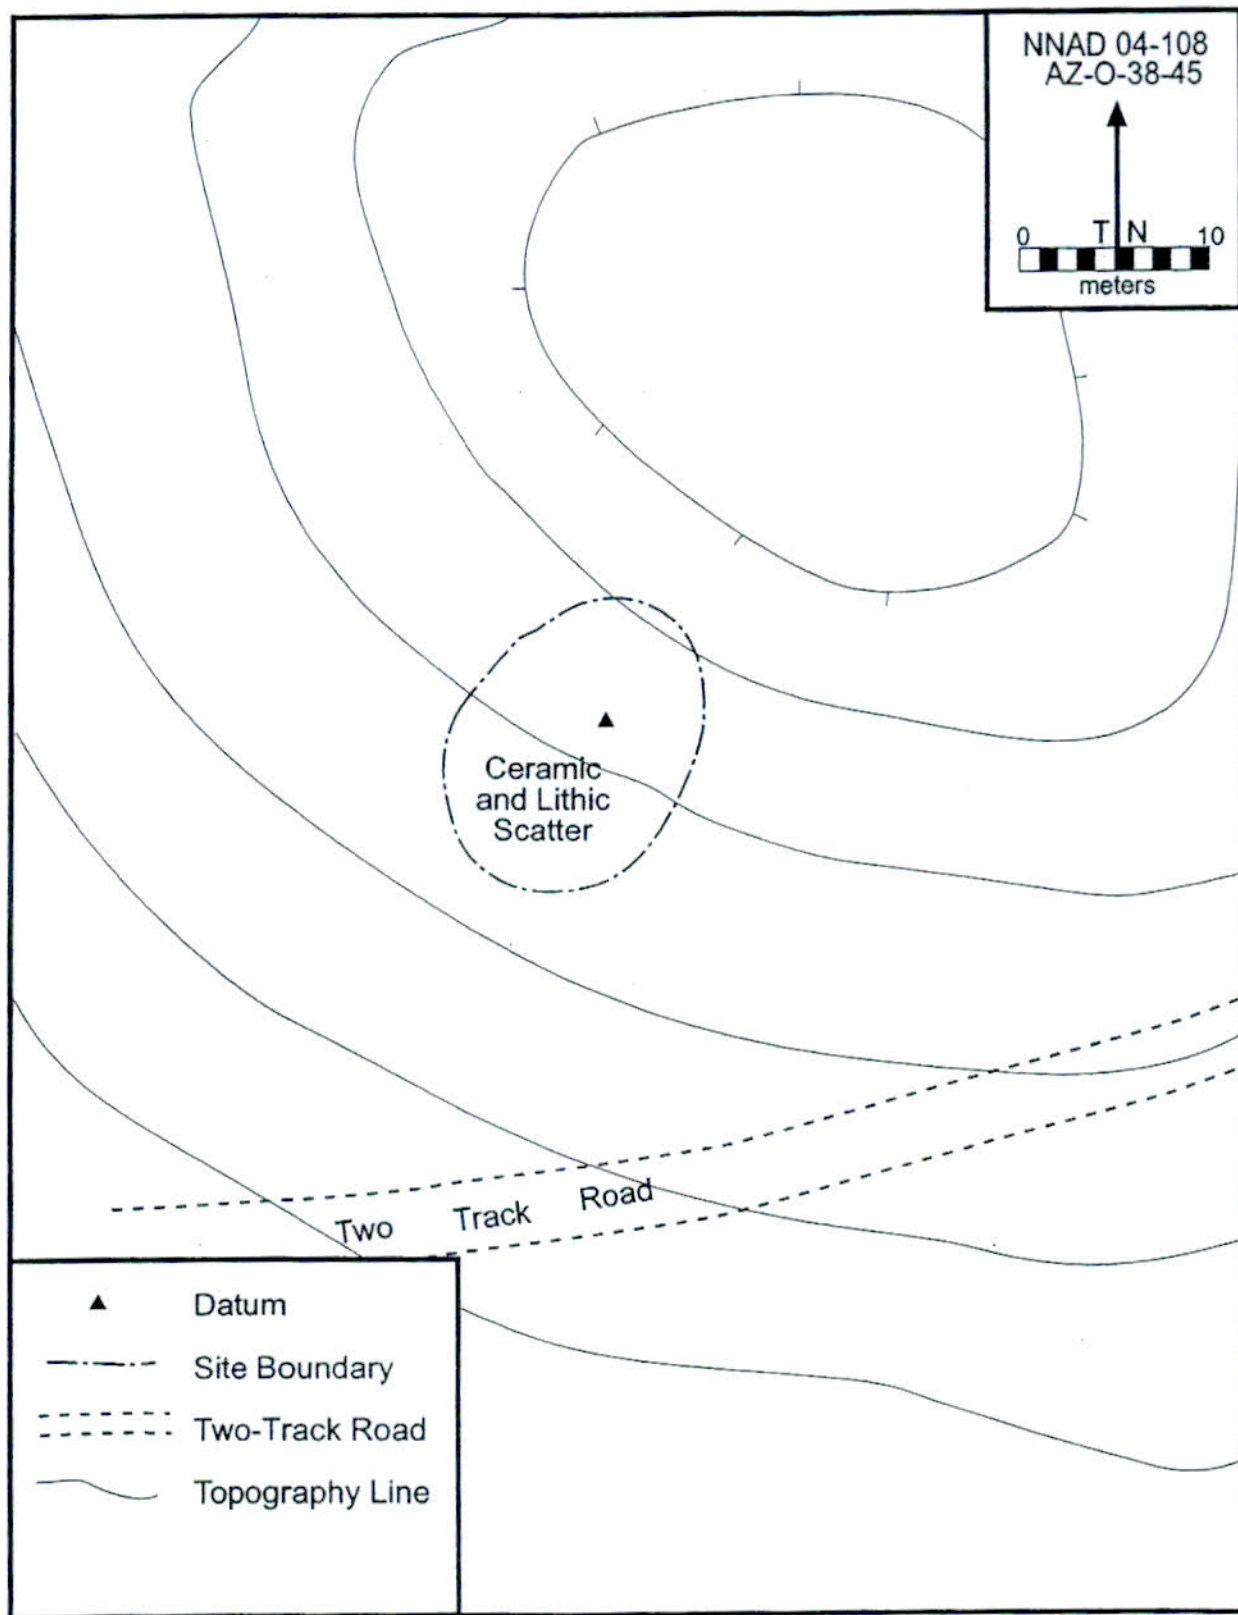 NNAD 04-108
AZ-O-38-45
T N
0 10
meters
Ceramic
and Lithic
Scatter
Two Track Road
Datum
Site Boundary
Two-Track Road
Topography Line